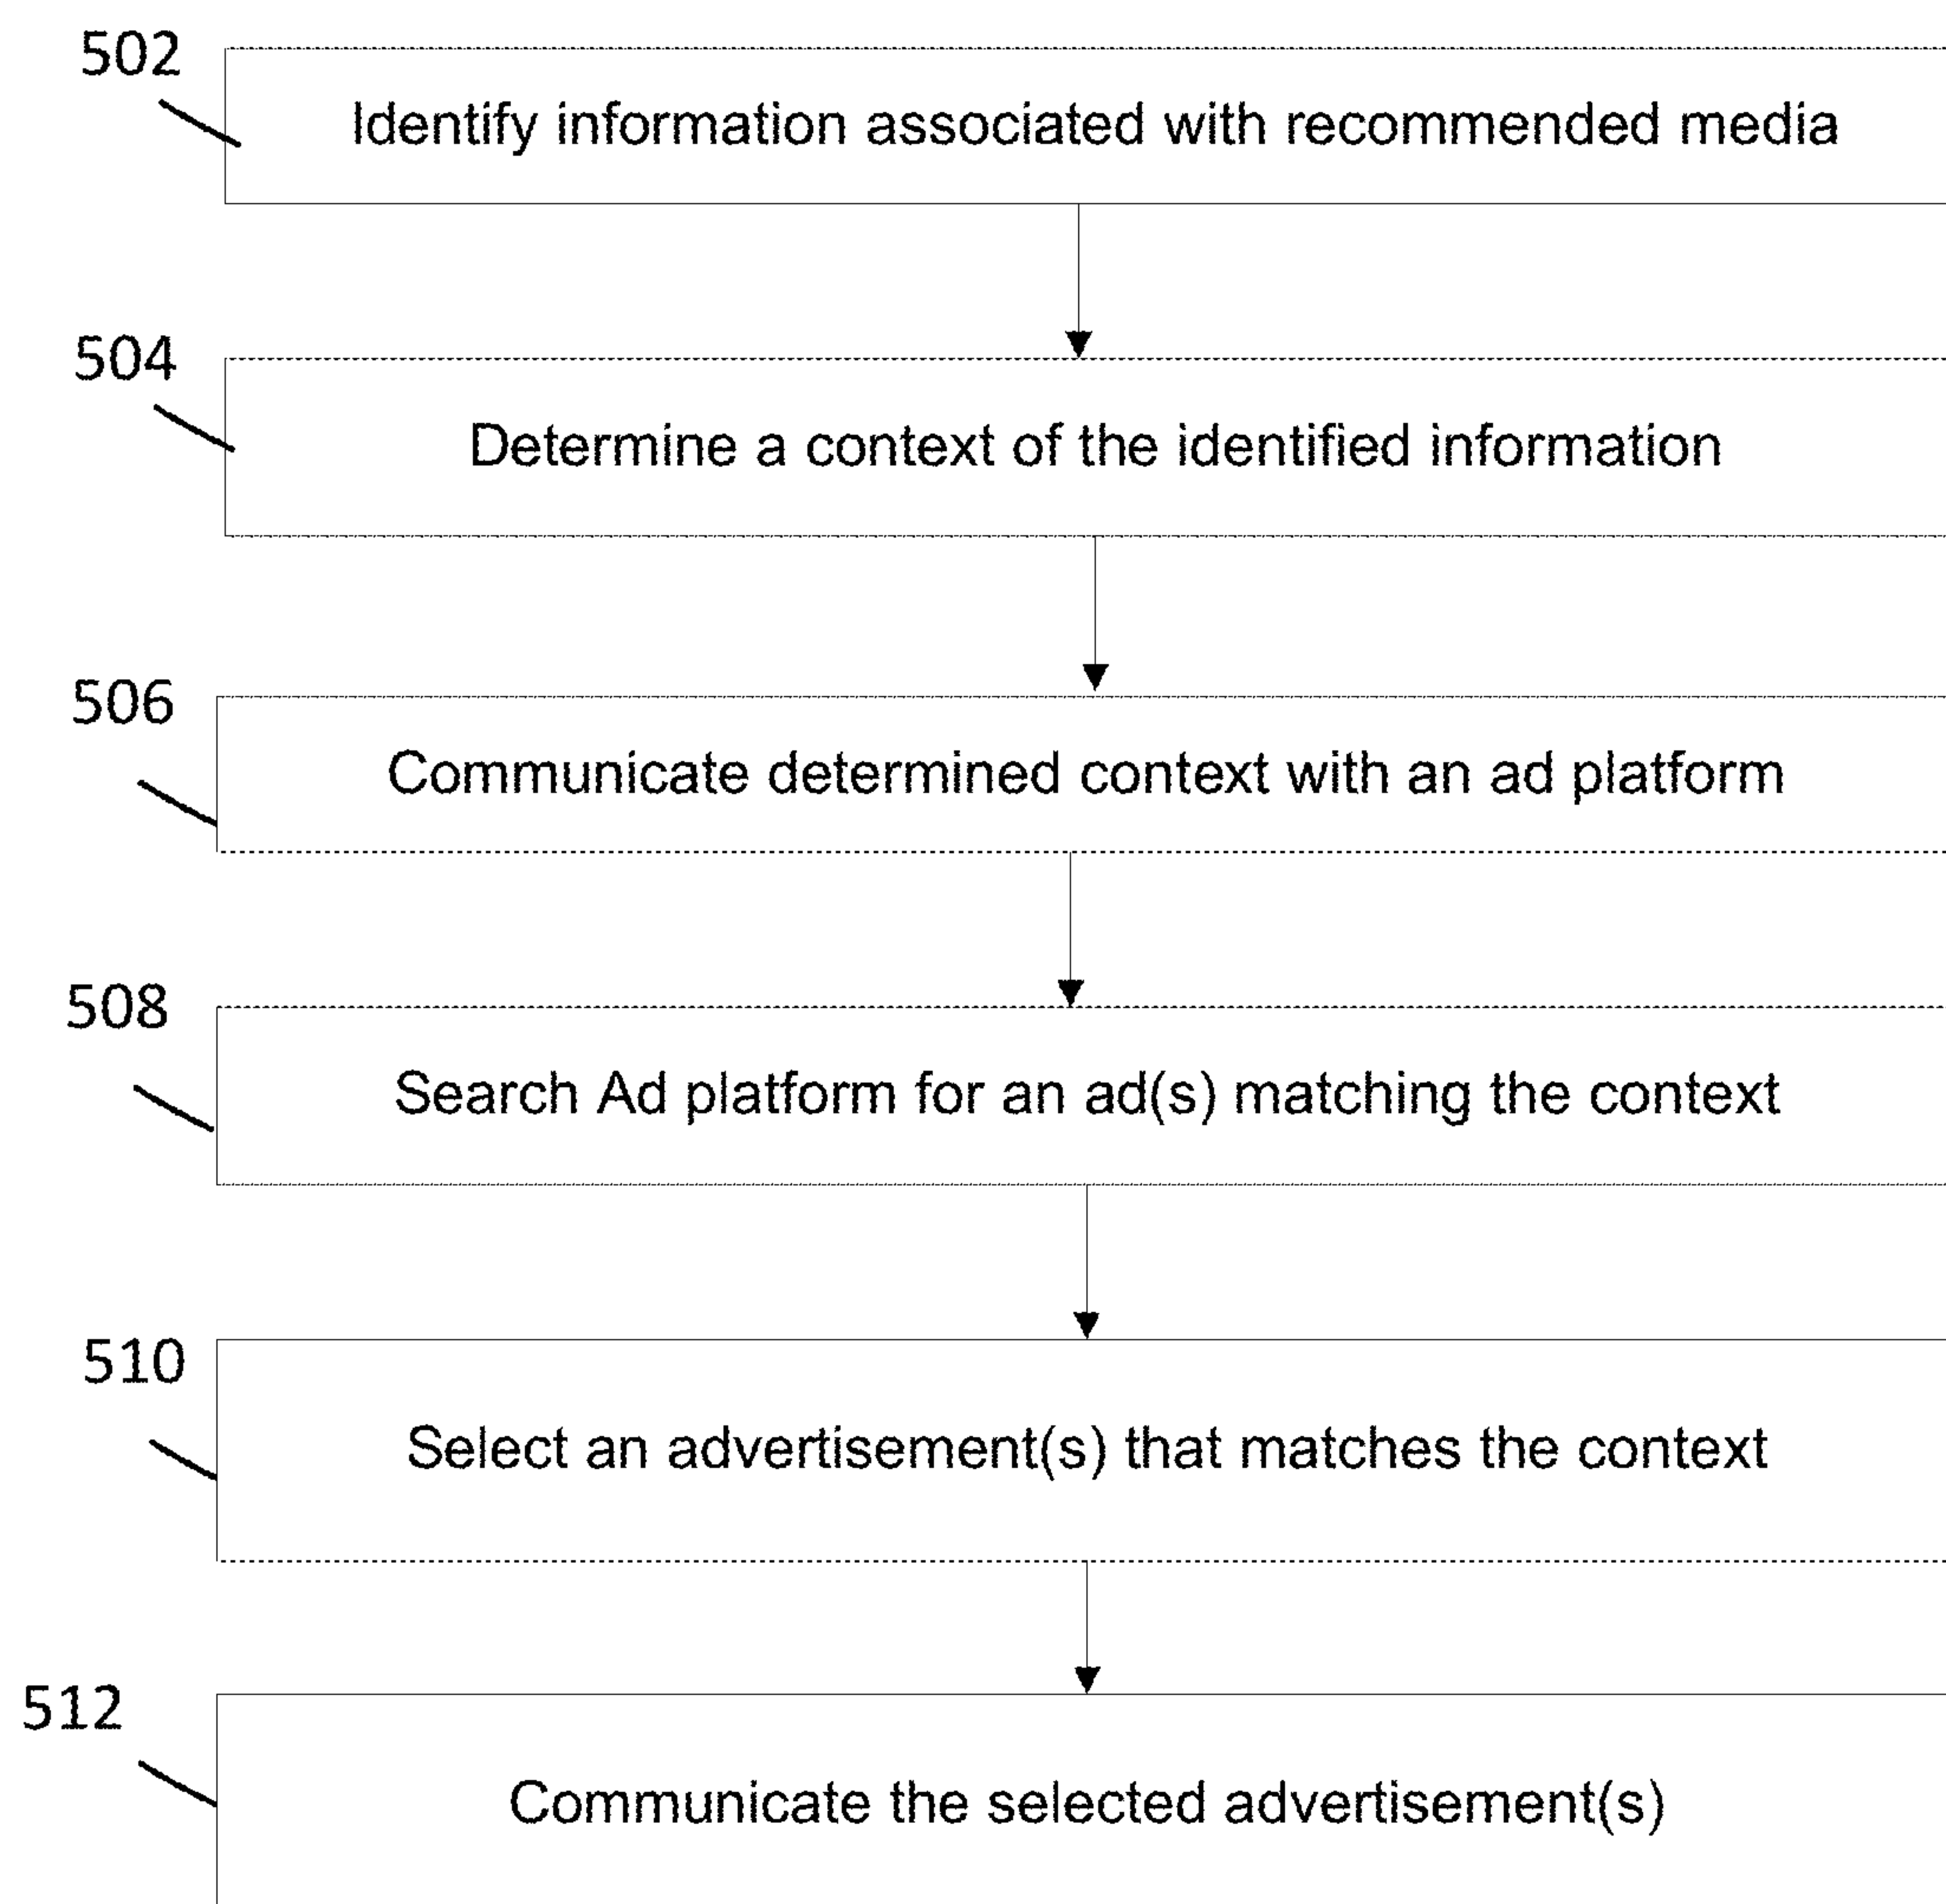 502
Identify information associated with recommended media
504
Determine a context of the identified information
506
Communicate determined context with an ad platform
508
Search Ad platform for an ad(s) matching the context
510
Select an advertisement(s) that matches the context
512
Communicate the selected advertisement(s)